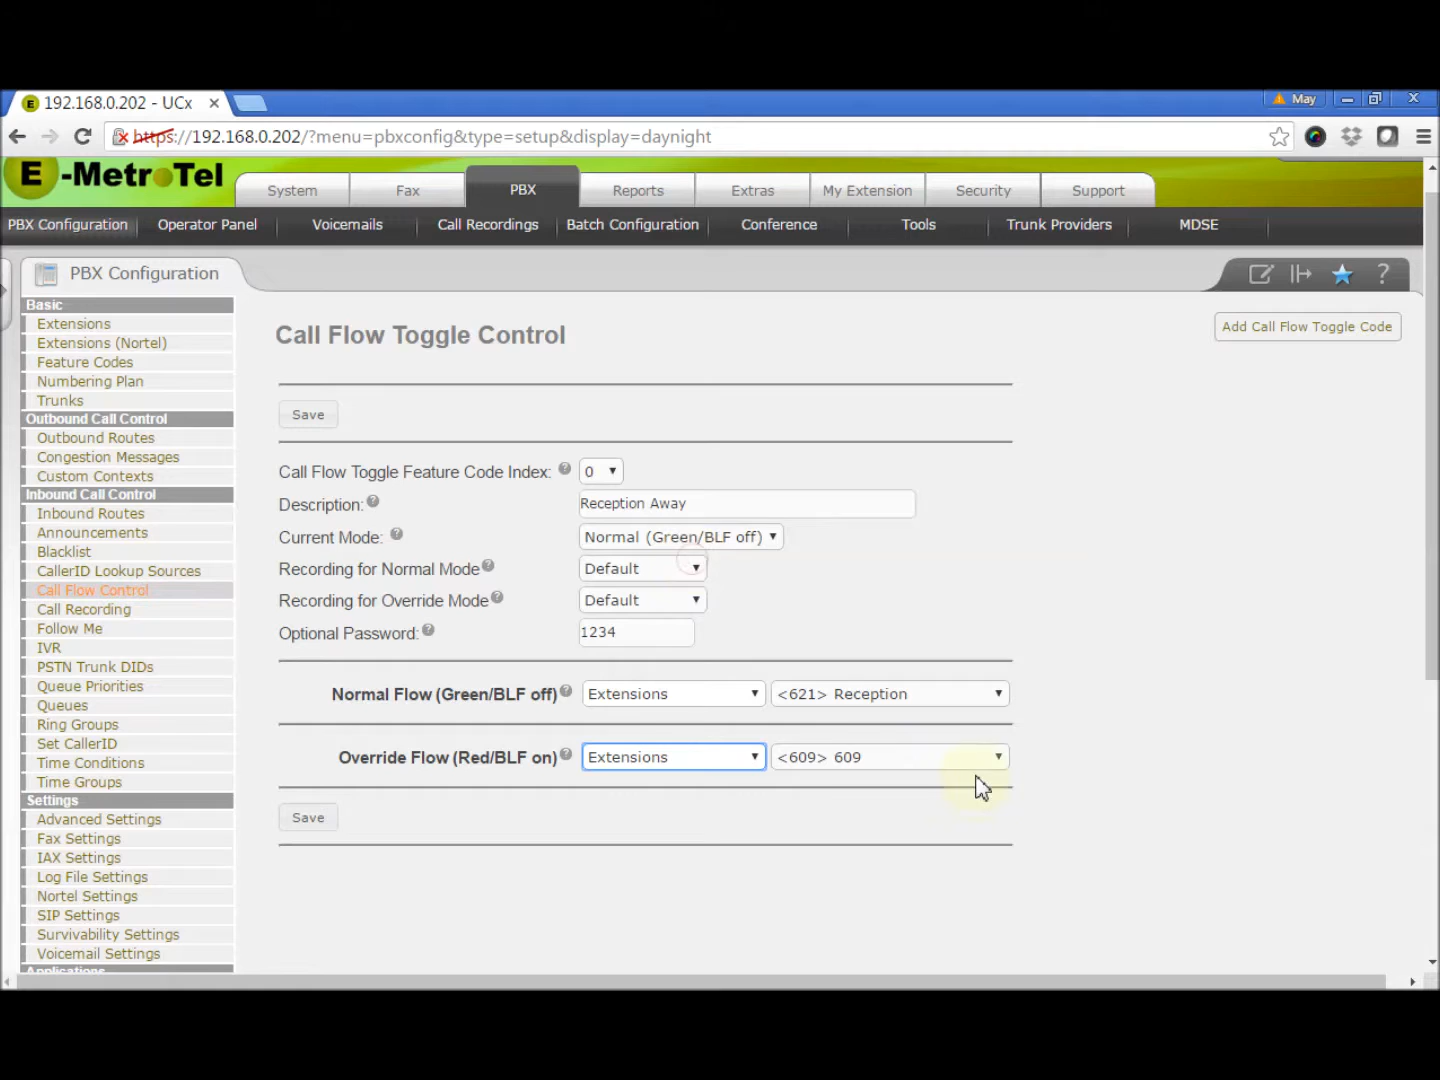 192.168.0.202 - UCx
May
https://192.168.0.202/?menu=pbxconfig&type=setup&display=daynight
E-MetroTel
System
Fax
PBX
Reports
Extras
My Extension
Security
Support
PBX Configuration
Operator Panel
Voicemails
Call Recordings
Batch Configuration
Conference
Tools
Trunk Providers
MDSE
PBX Configuration
Basic
Extensions
Extensions (Nortel)
Feature Codes
Numbering Plan
Trunks
Outbound Call Control
Outbound Routes
Congestion Messages
Custom Contexts
Inbound Call Control
Inbound Routes
Announcements
Blacklist
CallerID Lookup Sources
Call Flow Control
Call Recording
Follow Me
IVR
PSTN Trunk DIDs
Queue Priorities
Queues
Ring Groups
Set CallerID
Time Conditions
Time Groups
Settings
Advanced Settings
Fax Settings
IAX Settings
Log File Settings
Nortel Settings
SIP Settings
Survivability Settings
Voicemail Settings
Applications
Call Flow Toggle Control
Add Call Flow Toggle Code
Save
Call Flow Toggle Feature Code Index: 0
Description: Reception Away
Current Mode: Normal (Green/BLF off)
Recording for Normal Mode Default
Recording for Override Mode Default
Optional Password: 1234
Normal Flow (Green/BLF off) Extensions <621> Reception
Override Flow (Red/BLF on) Extensions <609> 609
Save